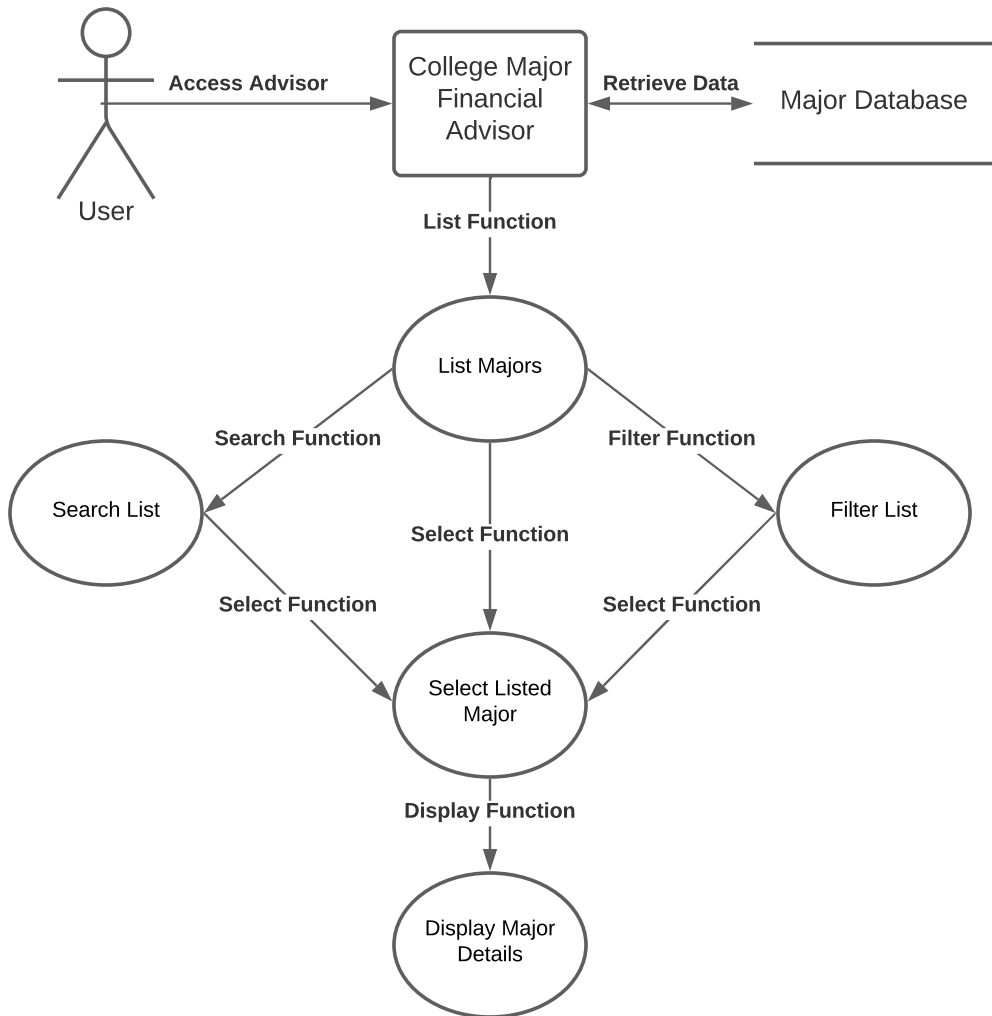 College Major
Financial
Advisor
Access Advisor
Retrieve Data
Major Database
User
List Function
List Majors
Search Function
Filter Function
Search List
Filter List
Select Function
Select Function
Select Function
Select Listed
Major
Display Function
Display Major
Details